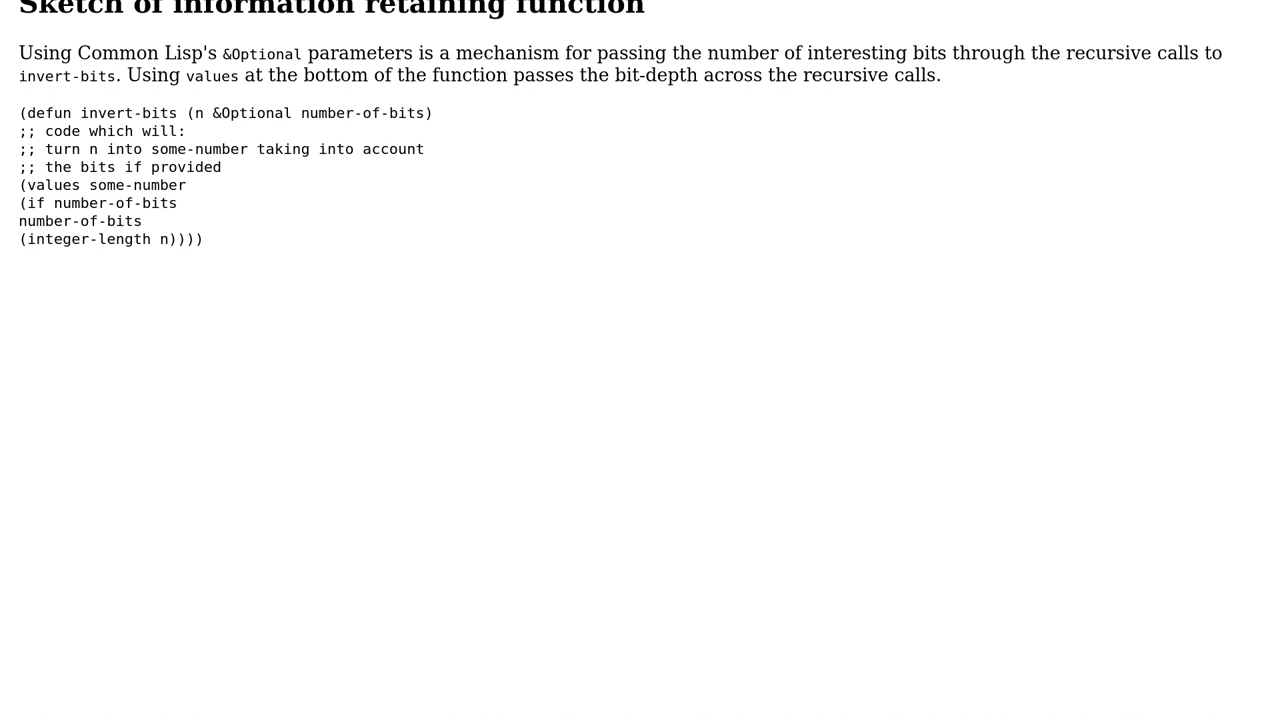 Sketch of information retaining function
Using Common Lisp's &Optional parameters is a mechanism for passing the number of interesting bits through the recursive calls to
invert-bits. Using values at the bottom of the function passes the bit-depth across the recursive calls.
(defun invert-bits (n &Optional number-of-bits)
;; code which will:
;; turn n into some-number taking into account
;; the bits if provided
(values some-number
(if number-of-bits
number-of-bits
(integer-length n))))